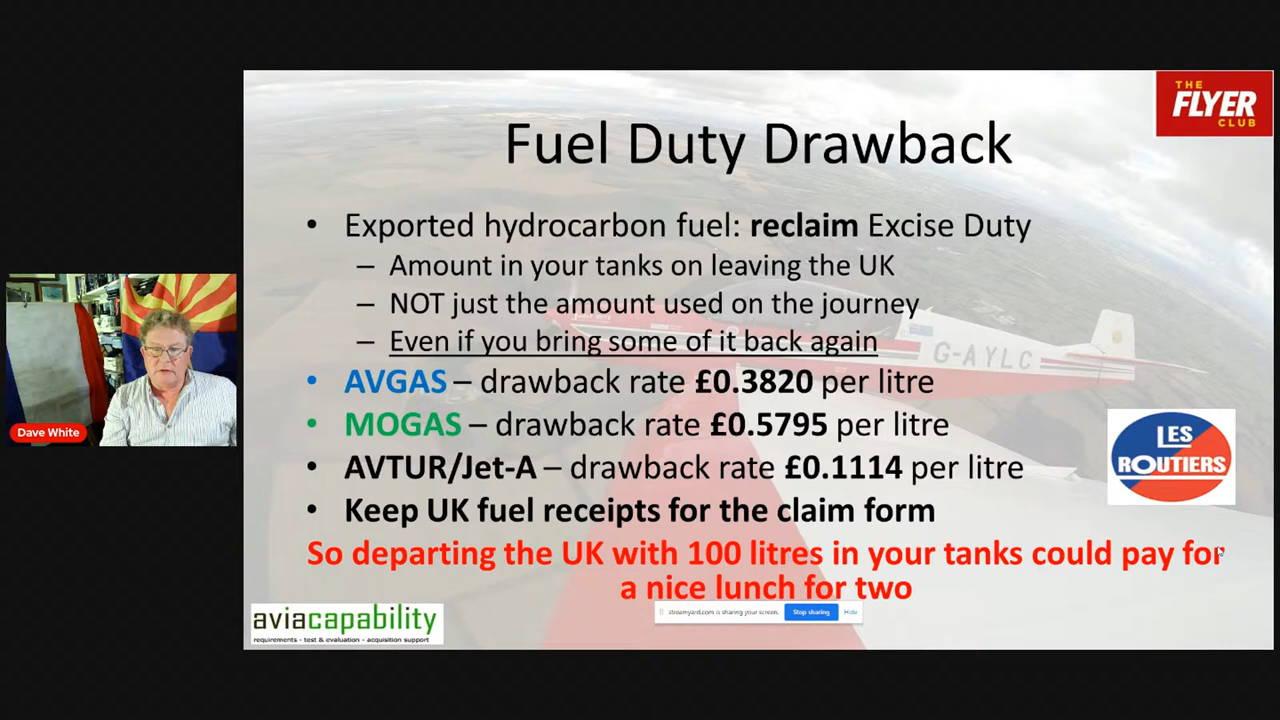 THE
FLYER
CLUB
Fuel Duty Drawback
• Exported hydrocarbon fuel: reclaim Excise Duty
– Amount in your tanks on leaving the UK
– NOT just the amount used on the journey
– Even if you bring some of it back again
G-AYLC
• AVGAS – drawback rate £0.3820 per litre
• MOGAS – drawback rate £0.5795 per litre
• AVTUR/Jet-A – drawback rate £0.1114 per litre
• Keep UK fuel receipts for the claim form
LES
ROUTIERS
Dave White
So departing the UK with 100 litres in your tanks could pay for
a nice lunch for two
streamyard.com is sharing your screen. Stop sharing Hide
aviacapability
requirements - test & evaluation - acquisition support